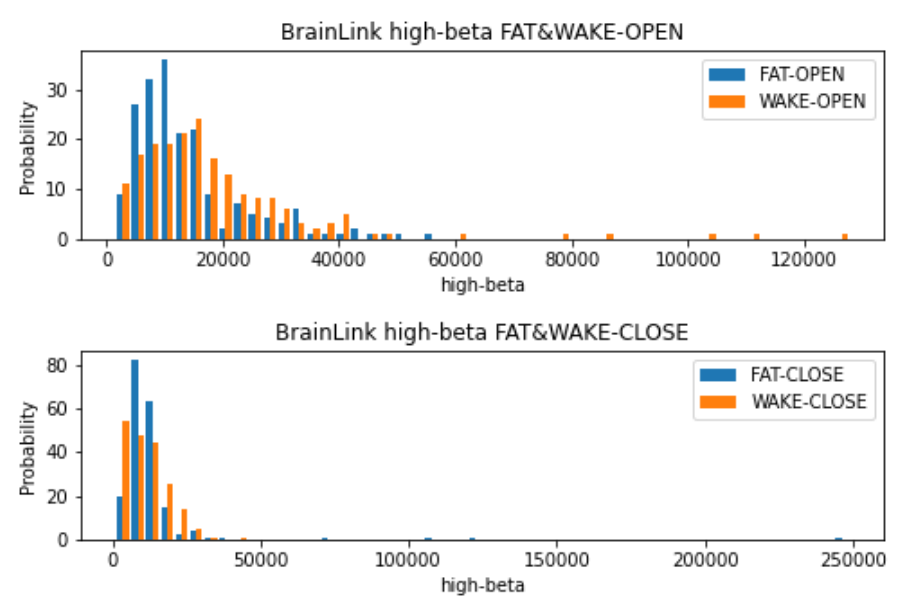 BrainLink high-beta FAT&WAKE-OPEN
FAT-OPEN
WAKE-OPEN
Probability
30
20
10
0
0 20000 40000 60000 80000 100000 120000
high-beta
BrainLink high-beta FAT&WAKE-CLOSE
FAT-CLOSE
WAKE-CLOSE
Probability
80
60
40
20
0
0 50000 100000 150000 200000 250000
high-beta